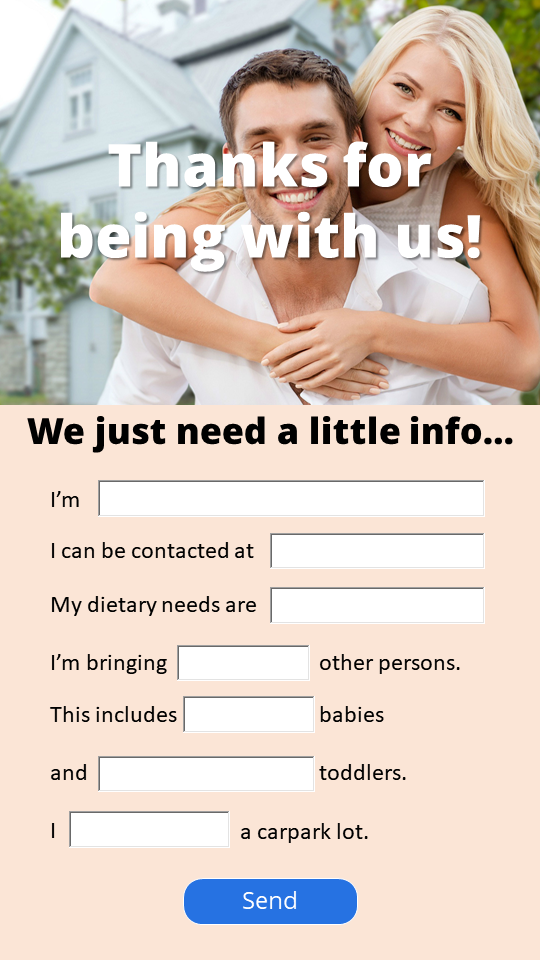 Thanks for
being with us!
We just need a little info...
I’m
I can be contacted at
My dietary needs are
I’m bringing other persons.
This includes babies
and toddlers.
I a carpark lot.
Send